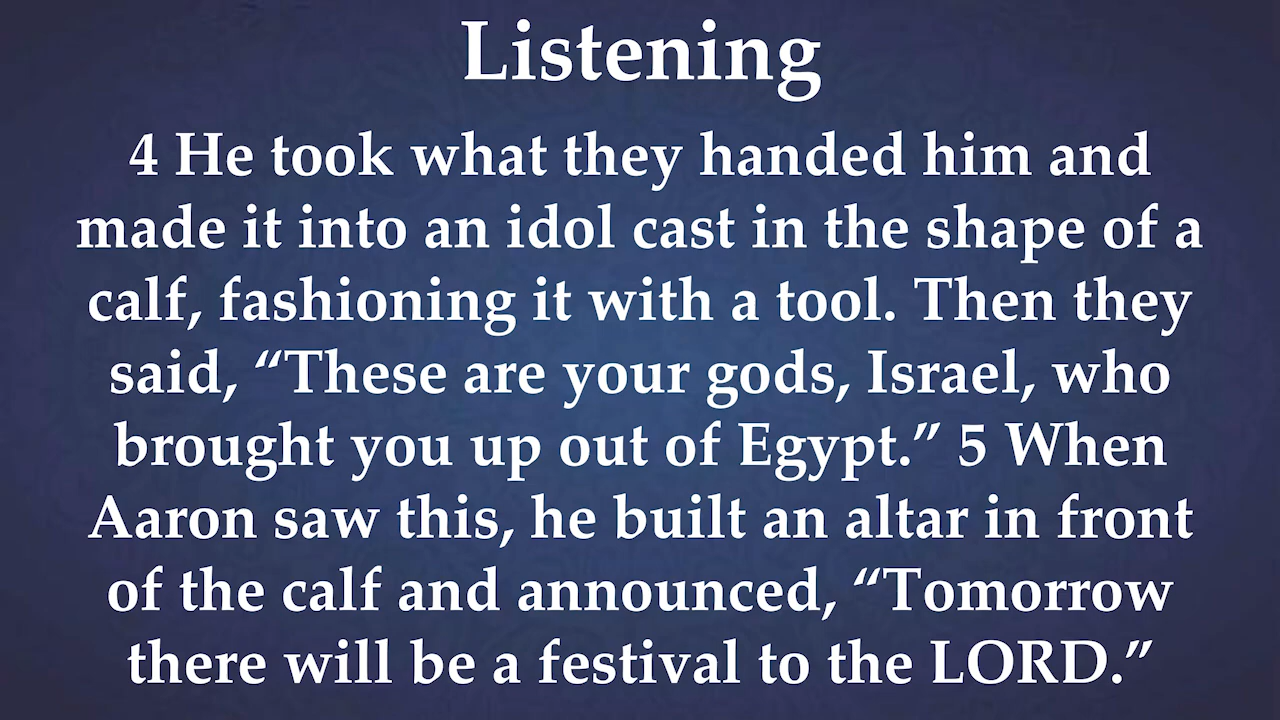 Listening
4 He took what they handed him and
made it into an idol cast in the shape of a
calf, fashioning it with a tool. Then they
said, “These are your gods, Israel, who
brought you up out of Egypt.” 5 When
Aaron saw this, he built an altar in front
of the calf and announced, “Tomorrow
there will be a festival to the LORD.”